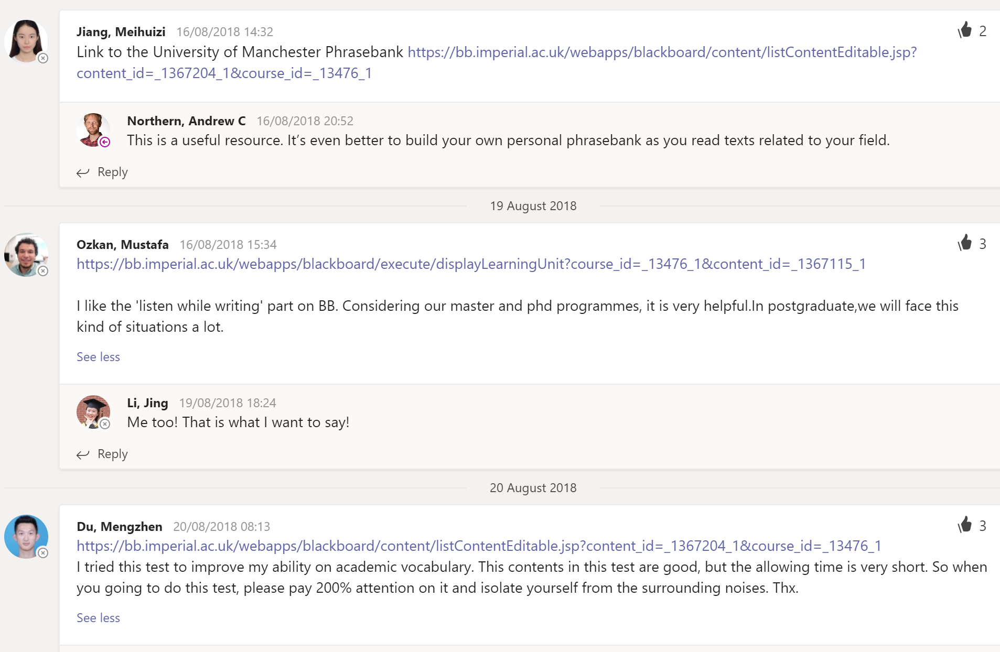 Jiang, Meihuizi 16/08/2018 14:32 2
Link to the University of Manchester Phrasebank https://bb.imperial.ac.uk/webapps/blackboard/content/listContentEditable.jsp?
content_id=_1367204_1&course_id=_13476_1
Northern, Andrew C 16/08/2018 20:52
This is a useful resource. It’s even better to build your own personal phrasebank as you read texts related to your field.
Reply
19 August 2018
Ozkan, Mustafa 16/08/2018 15:34 3
https://bb.imperial.ac.uk/webapps/blackboard/execute/displayLearningUnit?course_id=_13476_1&content_id=_1367115_1
I like the 'listen while writing' part on BB. Considering our master and phd programmes, it is very helpful.In postgraduate,we will face this
kind of situations a lot.
See less
Li, Jing 19/08/2018 18:24
Me too! That is what I want to say!
Reply
20 August 2018
Du, Mengzhen 20/08/2018 08:13 3
https://bb.imperial.ac.uk/webapps/blackboard/content/listContentEditable.jsp?content_id=_1367204_1&course_id=_13476_1
I tried this test to improve my ability on academic vocabulary. This contents in this test are good, but the allowing time is very short. So when
you going to do this test, please pay 200% attention on it and isolate yourself from the surrounding noises. Thx.
See less